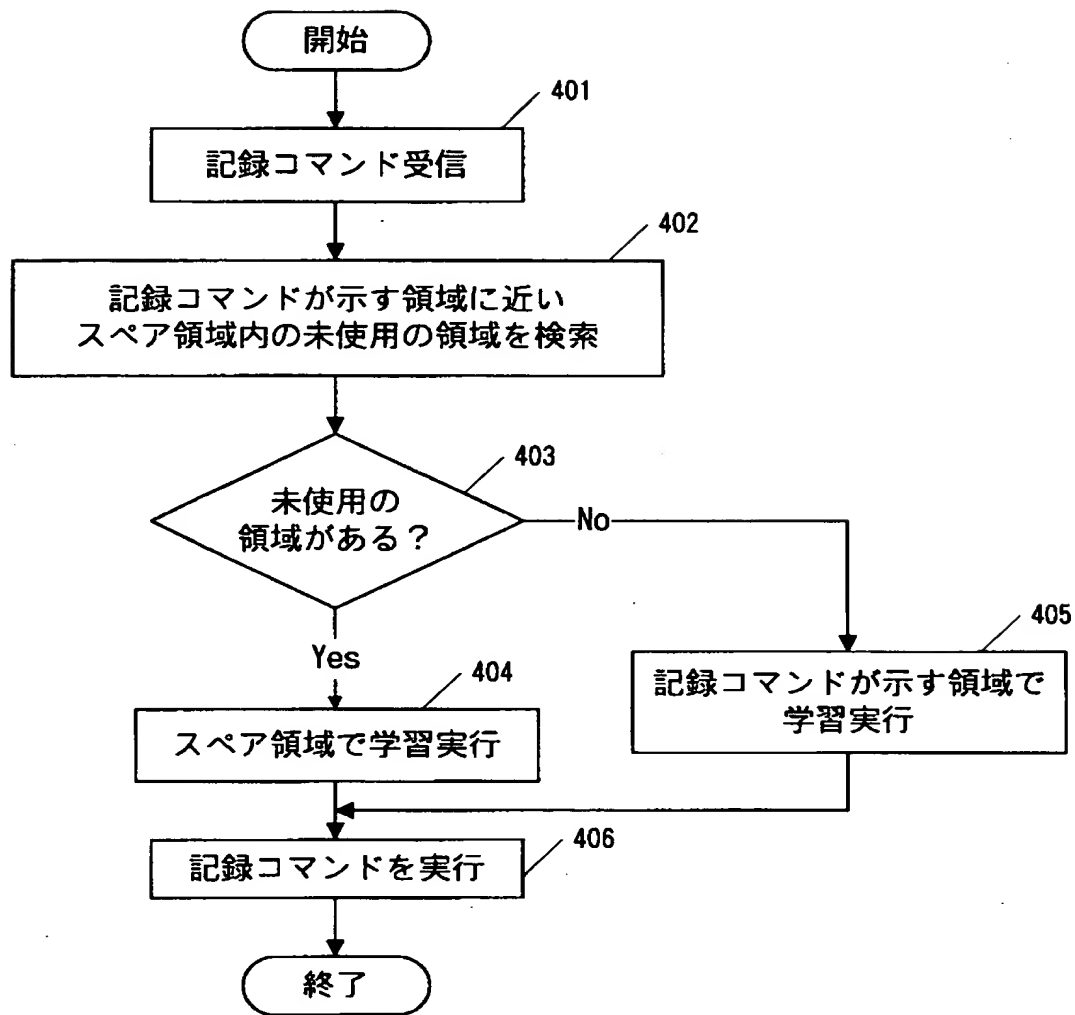 開始
401
記録コマンド受信
402
記録コマンドが示す領域に近い
スペア領域内の未使用の領域を検索
403
未使用の
領域がある?
No
Yes
405
記録コマンドが示す領域で
学習実行
404
スペア領域で学習実行
406
記録コマンドを実行
終了